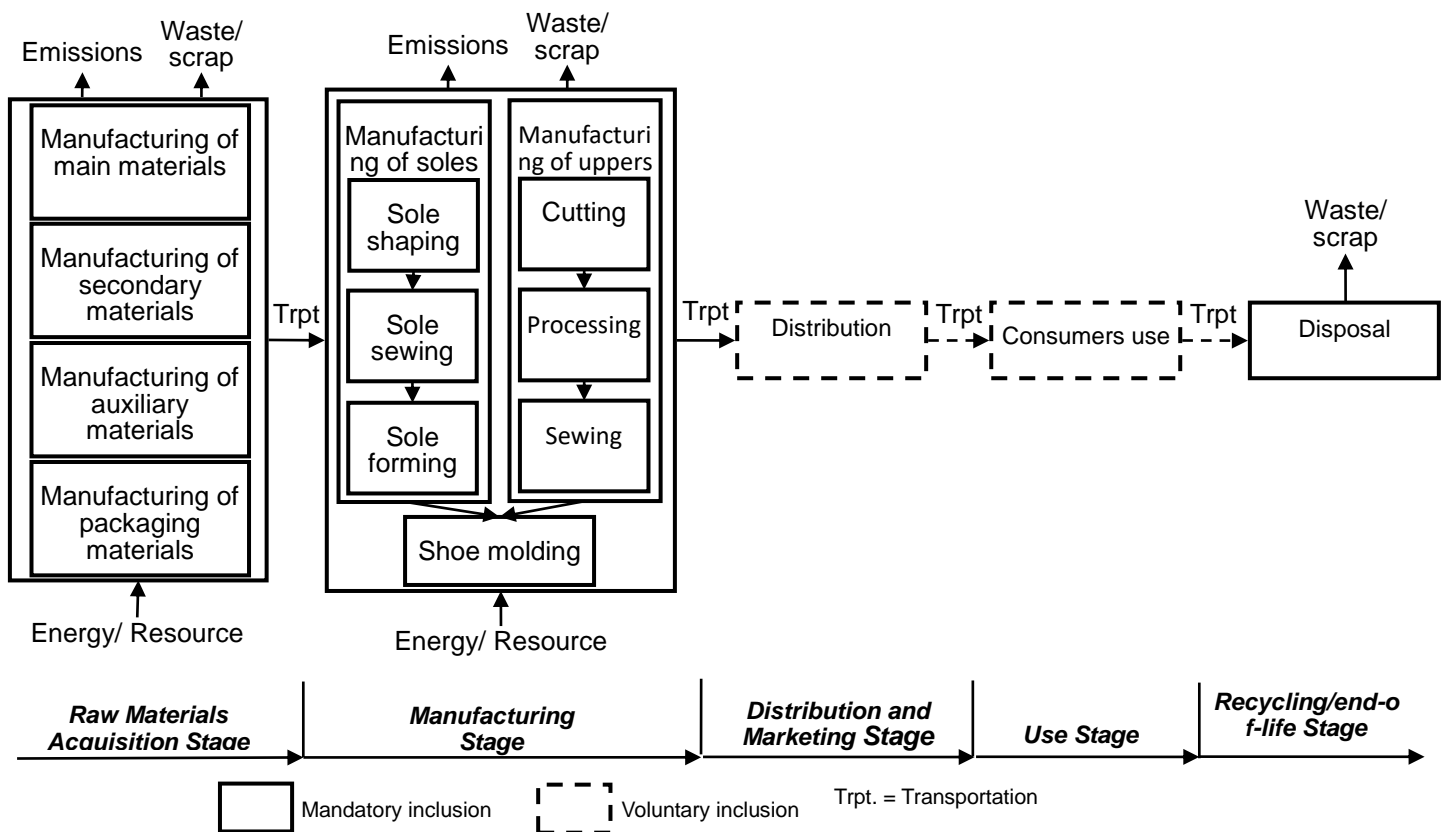 Emissions
Waste/
scrap
Manufacturing of
main materials
Manufacturing of
secondary
materials
Manufacturing of
auxiliary
materials
Manufacturing of
packaging
materials
Energy/ Resource
Trpt
Emissions
Waste/
scrap
Manufacturi
ng of soles
Sole
shaping
Sole
sewing
Sole
forming
Manufacturi
ng of uppers
Cutting
Processing
Sewing
Shoe molding
Energy/ Resource
Trpt
Distribution
Trpt
Consumers use
Trpt
Waste/
scrap
Disposal
Raw Materials
Acquisition Stage
Manufacturing
Stage
Distribution and
Marketing Stage
Use Stage
Recycling/end-o
f-life Stage
Mandatory inclusion
Voluntary inclusion
Trpt. = Transportation